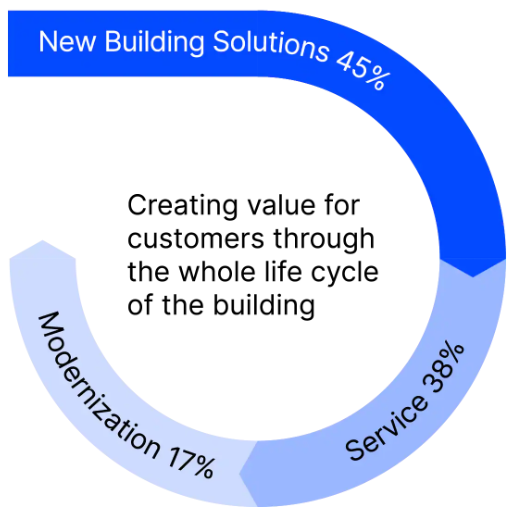 New Building Solutions 45%
Creating value for
customers through
the whole life cycle
of the building
Service 38%
Modernization 17%